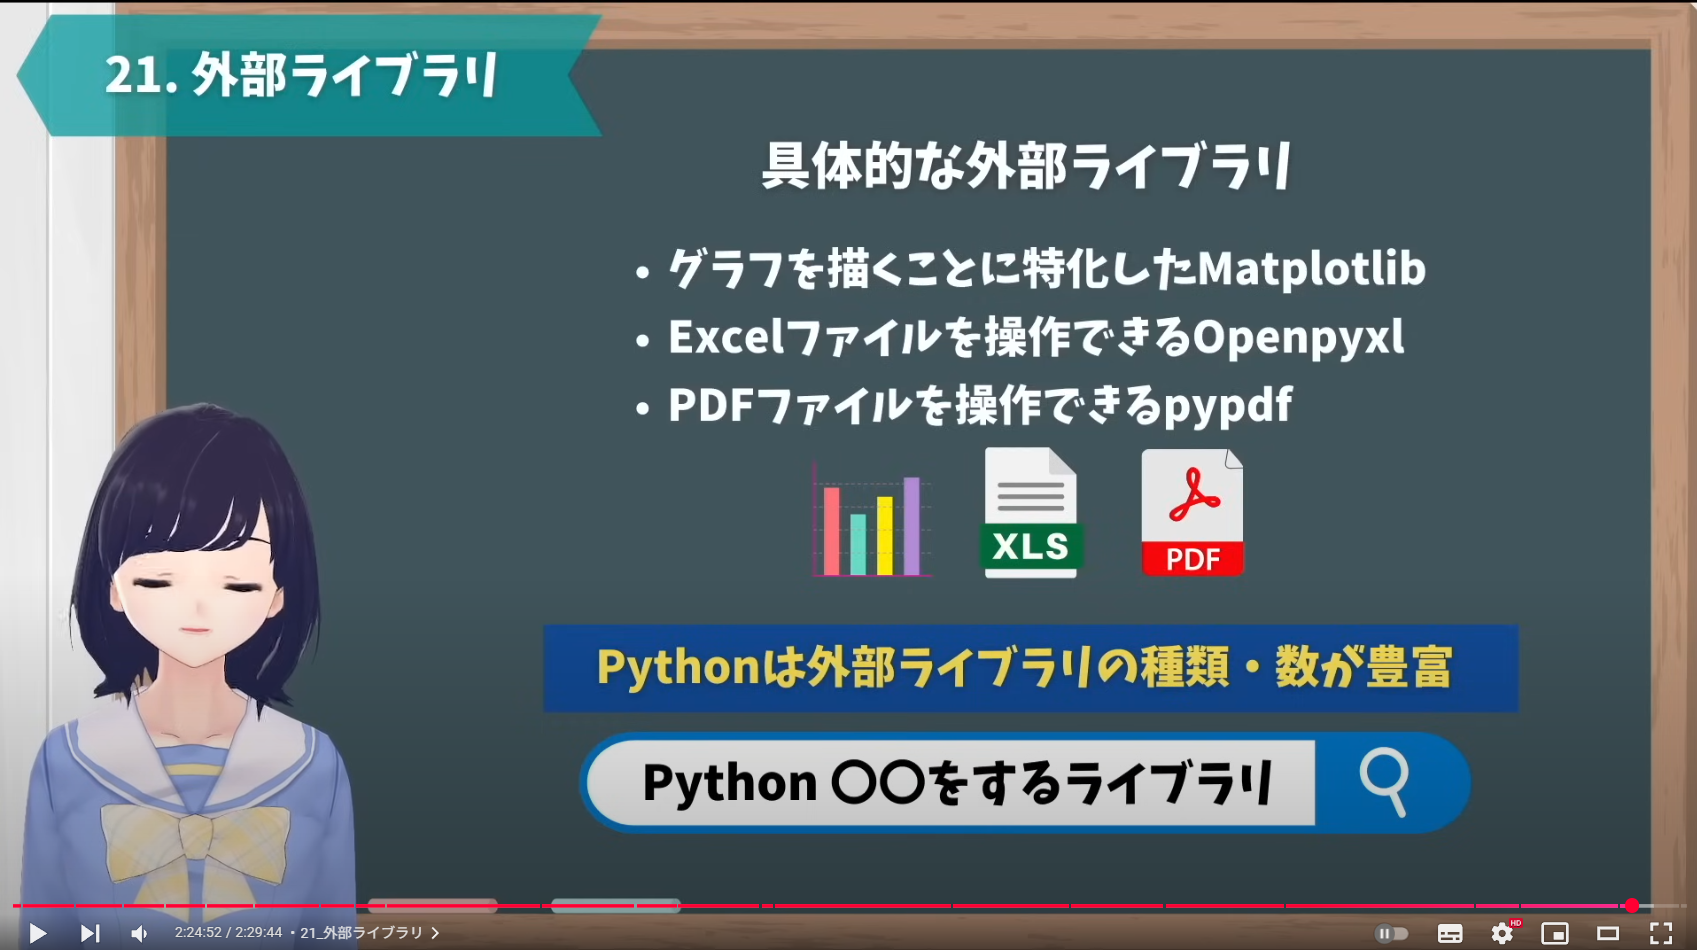 21. 外部ライブラリ
具体的な外部ライブラリ
• グラフを描くことに特化したMatplotlib
• Excelファイルを操作できるOpenpyxl
• PDFファイルを操作できるpypdf
XLS
PDF
Pythonは外部ライブラリの種類・数が豊富
Python 〇〇をするライブラリ
2:24:52 / 2:29:44 • 21_外部ライブラリ
HD